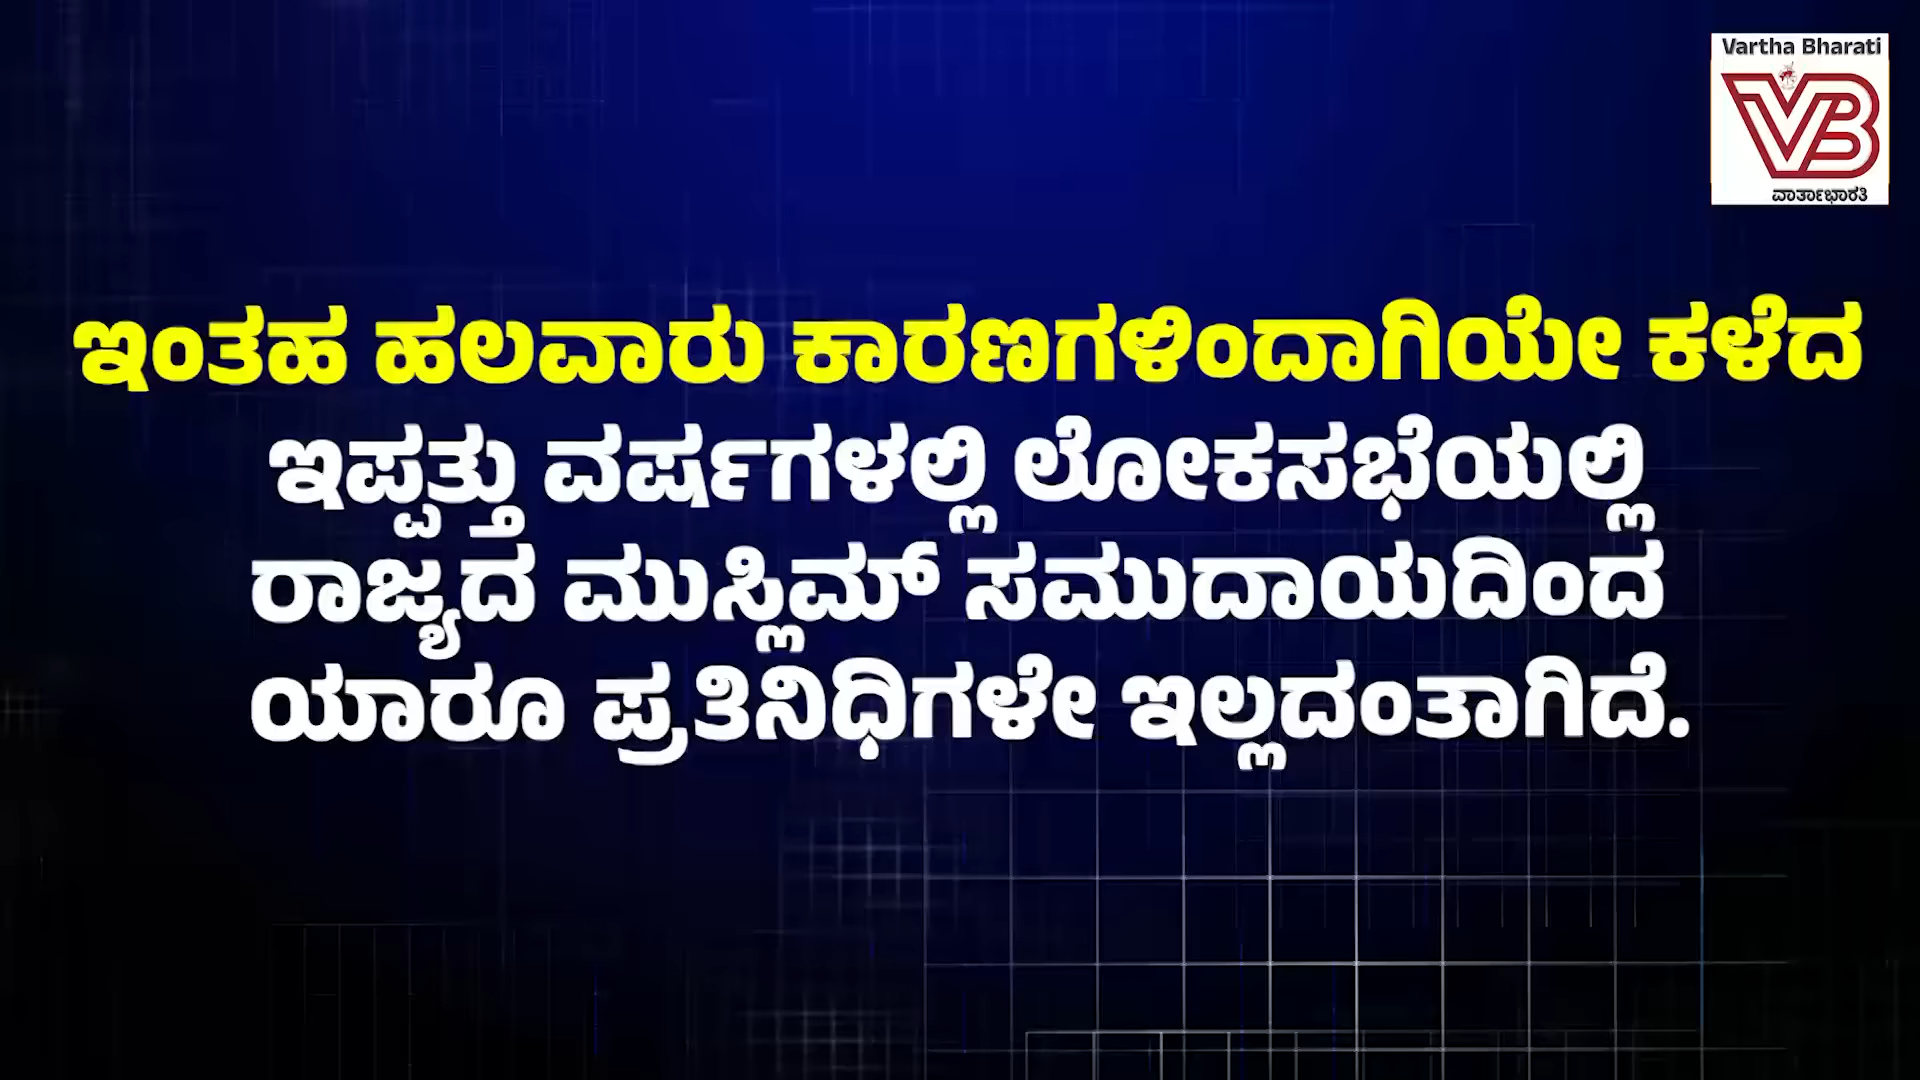 Vartha Bharati
VB
ವಾರ್ತಾಭಾರತಿ
ಇಂತಹ ಹಲವಾರು ಕಾರಣಗಳಿಂದಾಗಿಯೇ ಕಳೆದ
ಇಪ್ಪತ್ತು ವರ್ಷಗಳಲ್ಲಿ ಲೋಕಸಭೆಯಲ್ಲಿ
ರಾಜ್ಯದ ಮುಸ್ಲಿಮ್ ಸಮುದಾಯದಿಂದ
ಯಾರೂ ಪ್ರತಿನಿಧಿಗಳೇ ಇಲ್ಲದಂತಾಗಿದೆ.